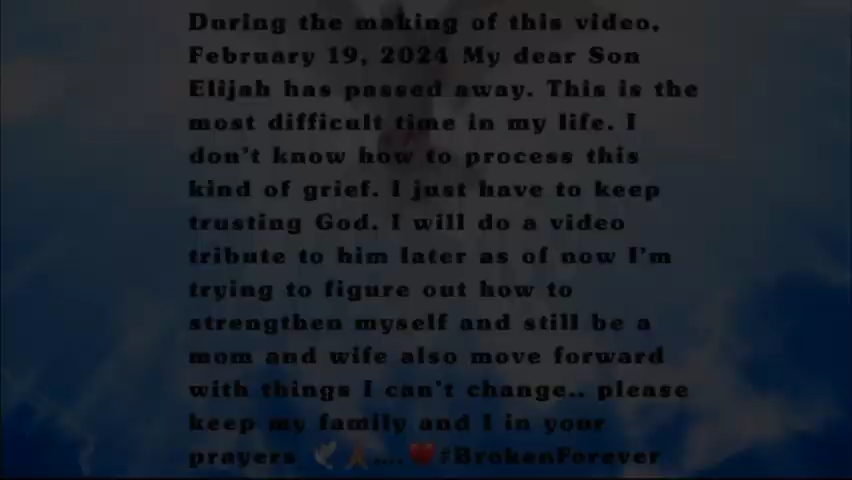 During the making of this video,
February 19, 2024 My dear Son
Elijah has passed away. This is the
most difficult time in my life. I
don't know how to process this
kind of grief. I just have to keep
trusting God. I will do a video
tribute to him later as of now I'm
trying to figure out how to
strengthen myself and still be a
mom and wife also move forward
with things I can't change.. please
keep my family and I in your
prayers 🕊🙏....❤️#BrokenForever